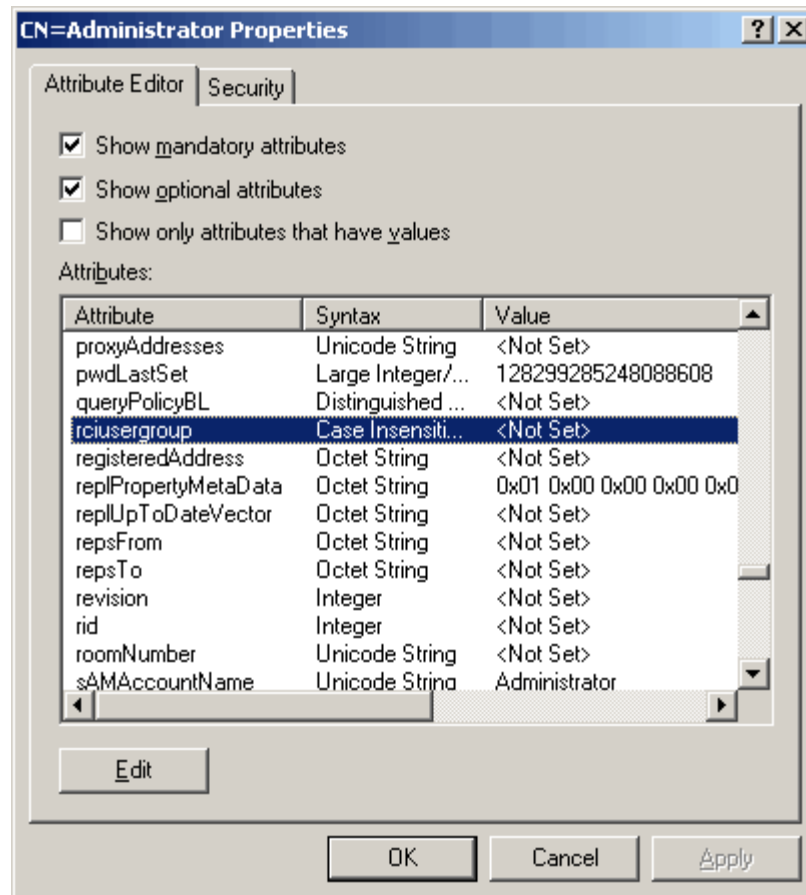 CN=Administrator Properties
Attribute Editor Security
Show mandatory attributes
Show optional attributes
Show only attributes that have values
Attributes:
Attribute Syntax Value
proxyAddresses Unicode String <Not Set>
pwdLastSet Large Integer/... 128299285248088608
queryPolicyBL Distinguished ... <Not Set>
rciusergroup Case Insensiti... <Not Set>
registeredAddress Octet String <Not Set>
replPropertyMetaData Octet String 0x01 0x00 0x00 0x00 0x0
replUpToDateVector Octet String <Not Set>
repsFrom Octet String <Not Set>
repsTo Octet String <Not Set>
revision Integer <Not Set>
rid Integer <Not Set>
roomNumber Unicode String <Not Set>
sAMAccountName Unicode String Administrator
Edit
OK Cancel Apply